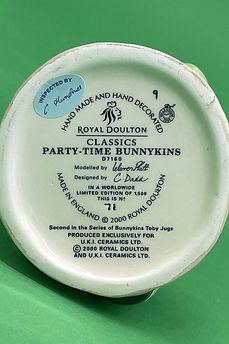 INSPECTED BY
HAND MADE AND HAND DECORATED
9
ROYAL DOULTON
CLASSICS
PARTY-TIME BUNNYKINS
D7160
Modelled by Warren Platt
Designed by C Dadd
IN A WORLDWIDE
LIMITED EDITION OF 1,500
THIS IS Nº
71
MADE IN ENGLAND © 2000 ROYAL DOULTON
Second in the Series of Bunnykins Toby Jugs
PRODUCED EXCLUSIVELY FOR
U.K.I. CERAMICS LTD.
© 2000 ROYAL DOULTON
AND U.K.I. CERAMICS LTD.